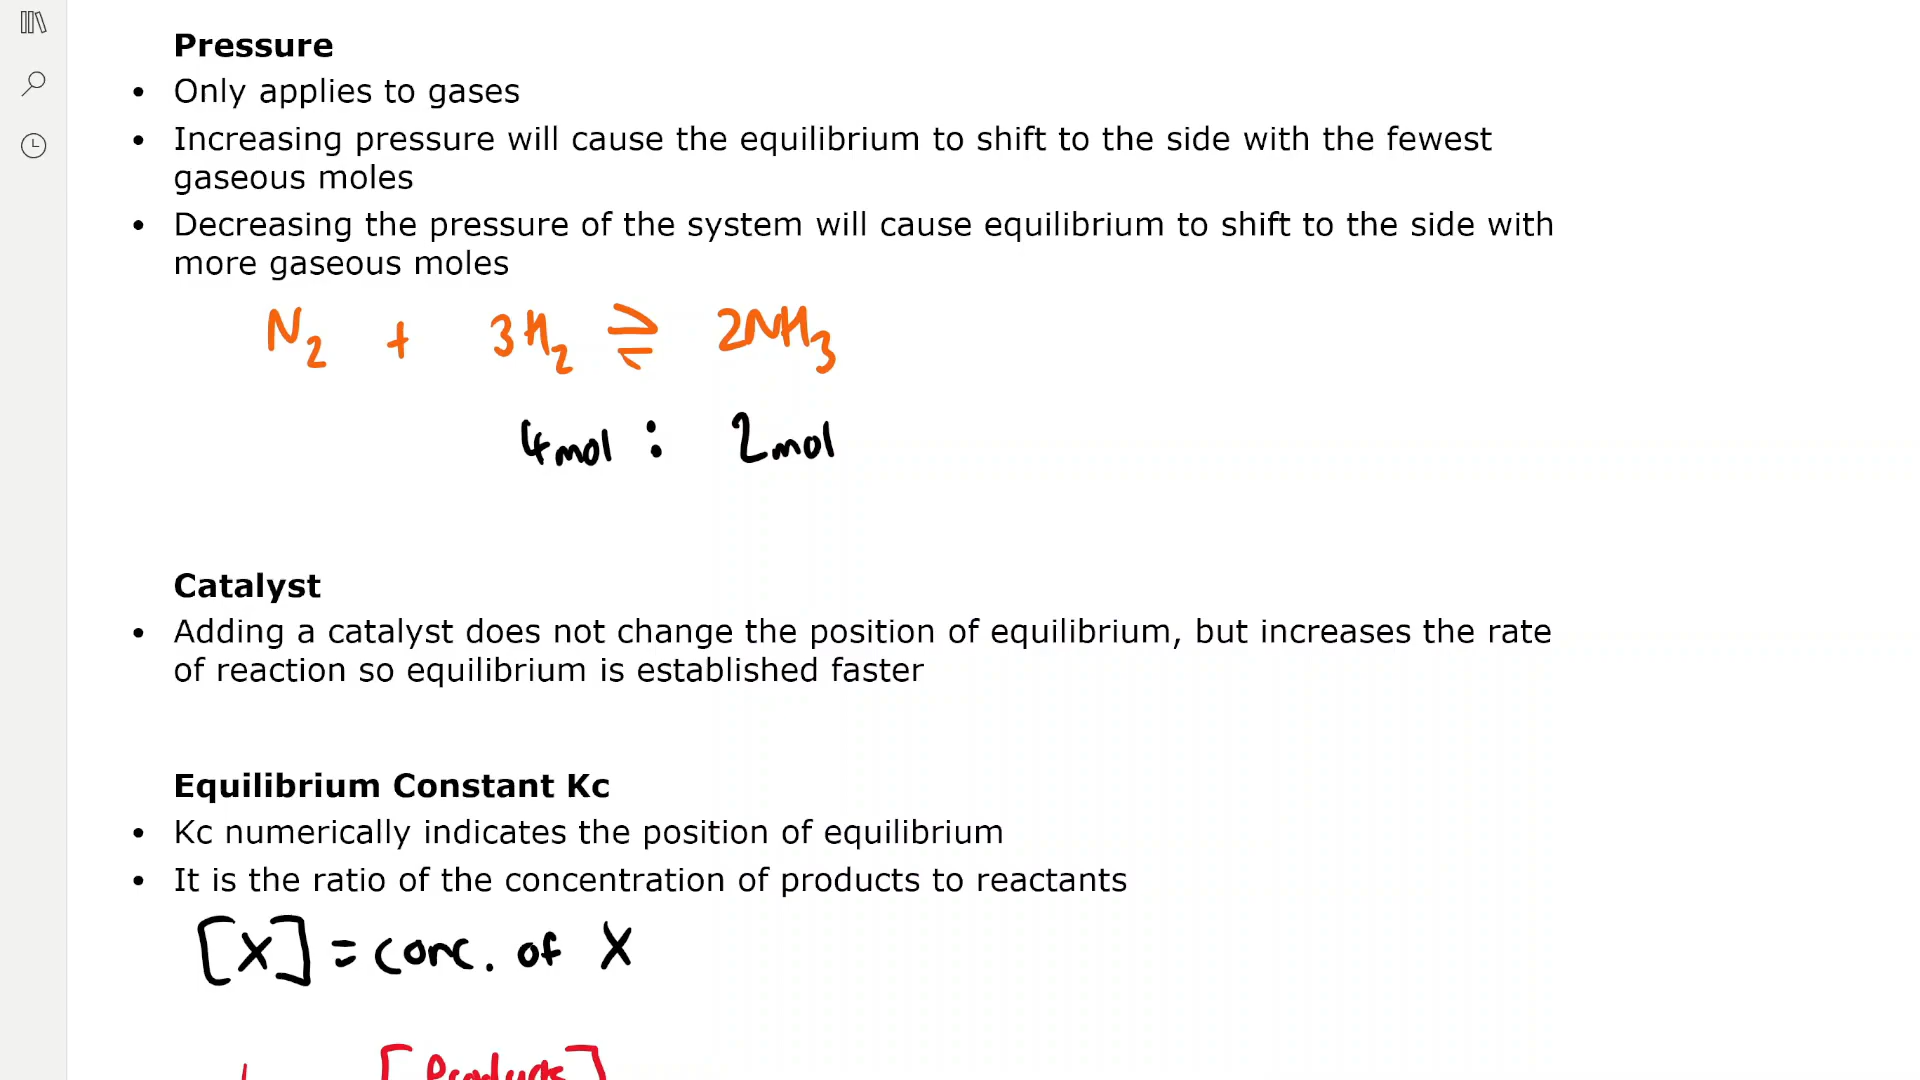 Pressure
• Only applies to gases
• Increasing pressure will cause the equilibrium to shift to the side with the fewest
gaseous moles
• Decreasing the pressure of the system will cause equilibrium to shift to the side with
more gaseous moles
N₂ + 3H₂ ⇌ 2NH₃
4mol : 2mol
Catalyst
• Adding a catalyst does not change the position of equilibrium, but increases the rate
of reaction so equilibrium is established faster
Equilibrium Constant Kc
• Kc numerically indicates the position of equilibrium
• It is the ratio of the concentration of products to reactants
[X] = conc. of X
[Products]